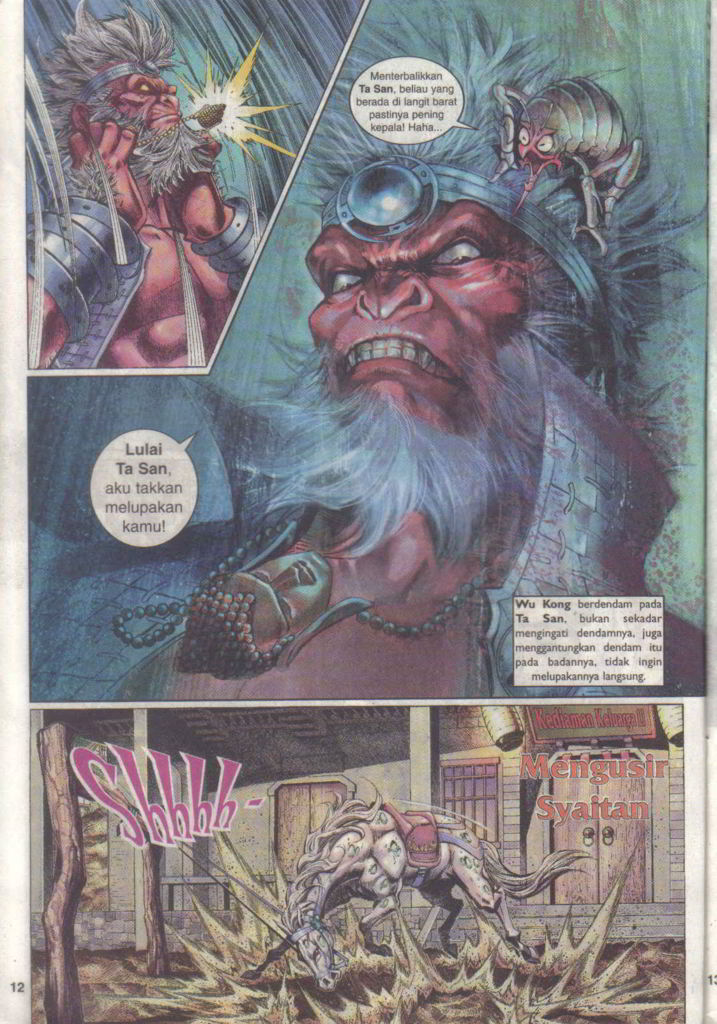 Menterbalikkan
Ta San, beliau yang
berada di langit barat
pastinya pening
kepala! Haha...
Lulai
Ta San,
aku takkan
melupakan
kamu!
Wu Kong berdendam pada
Ta San, bukan sekadar
mengingati dendamnya, juga
menggantungkan dendam itu
pada badannya, tidak ingin
melupakannya langsung.
Shhhh-
Kediaman Keluarga Ji
Mengusir
Syaitan
12
13